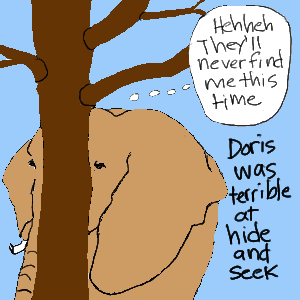 Hehheh
They'll
never find
me this
time
Doris
was
terrible
at
hide
and
seek